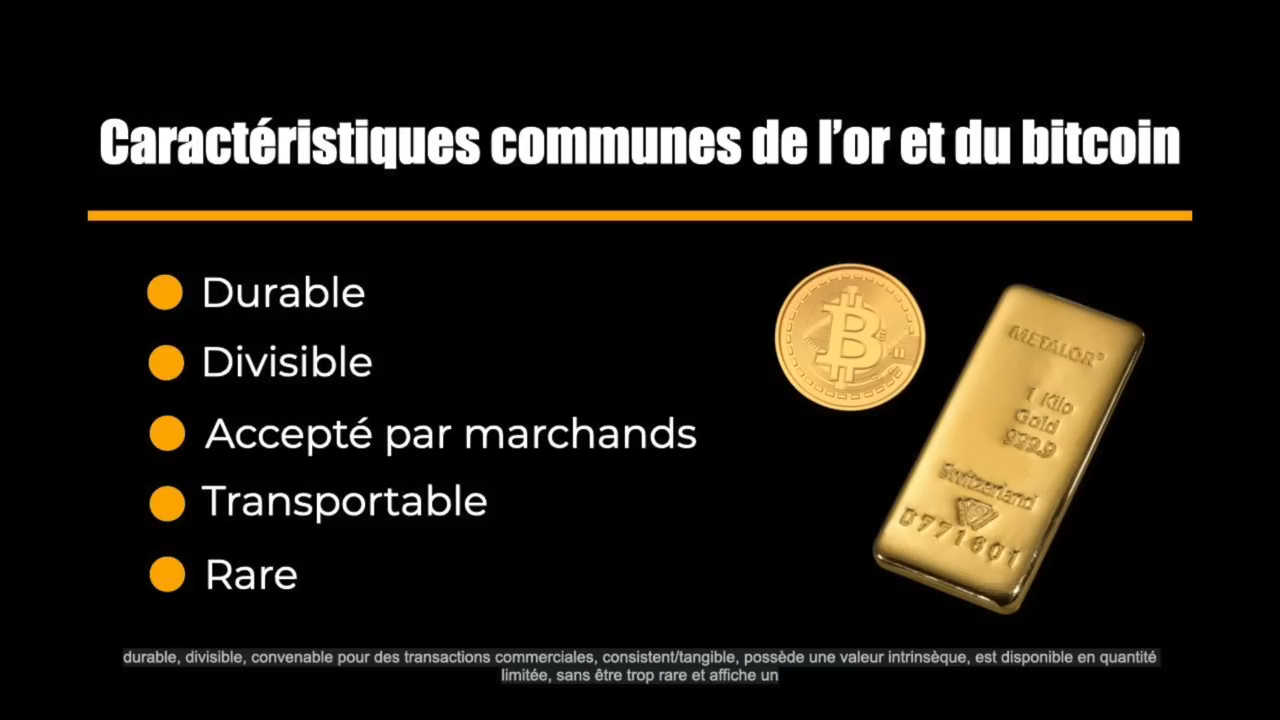 Caractéristiques communes de l’or et du bitcoin
Durable
Divisible
Accepté par marchands
Transportable
Rare
METALOR®
1 Kilo
Gold
999.9
Switzerland
D771601
durable, divisible, convenable pour des transactions commerciales, consistent/tangible, possède une valeur intrinsèque, est disponible en quantité
limitée, sans être trop rare et affiche un